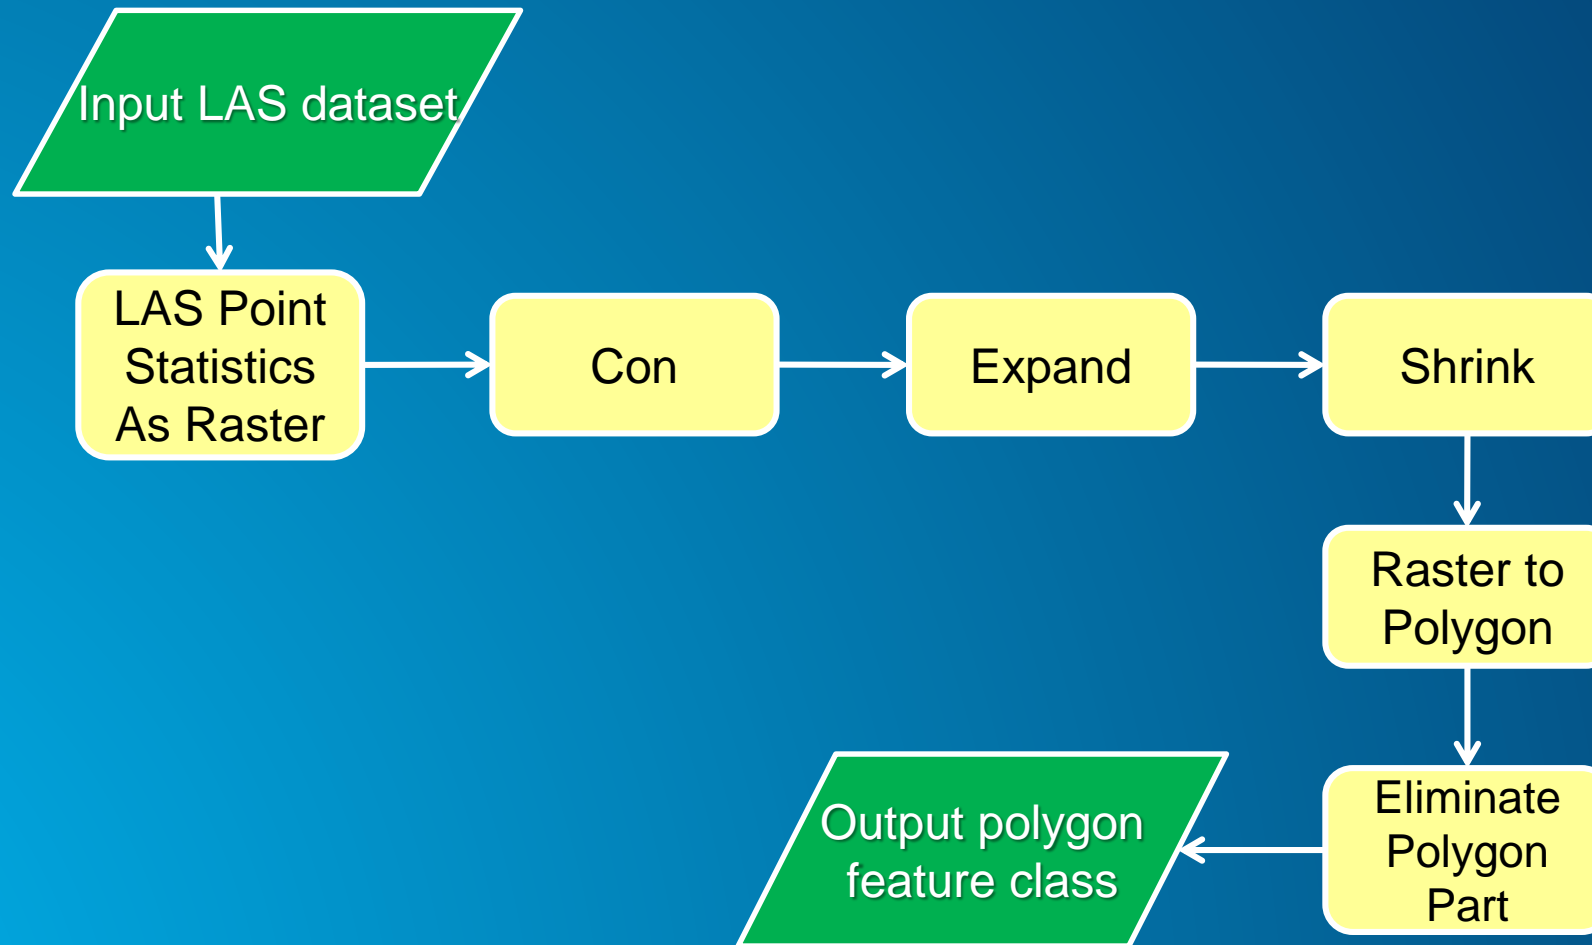 Input LAS dataset
LAS Point
Statistics
As Raster
Con
Expand
Shrink
Raster to
Polygon
Eliminate
Polygon
Part
Output polygon
feature class